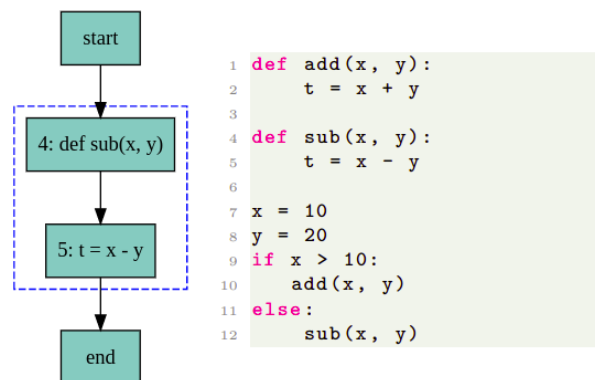 start
4: def sub(x, y)
5: t = x - y
end
1 def add(x, y):
2     t = x + y
3
4 def sub(x, y):
5     t = x - y
6
7 x = 10
8 y = 20
9 if x > 10:
10    add(x, y)
11 else:
12     sub(x, y)